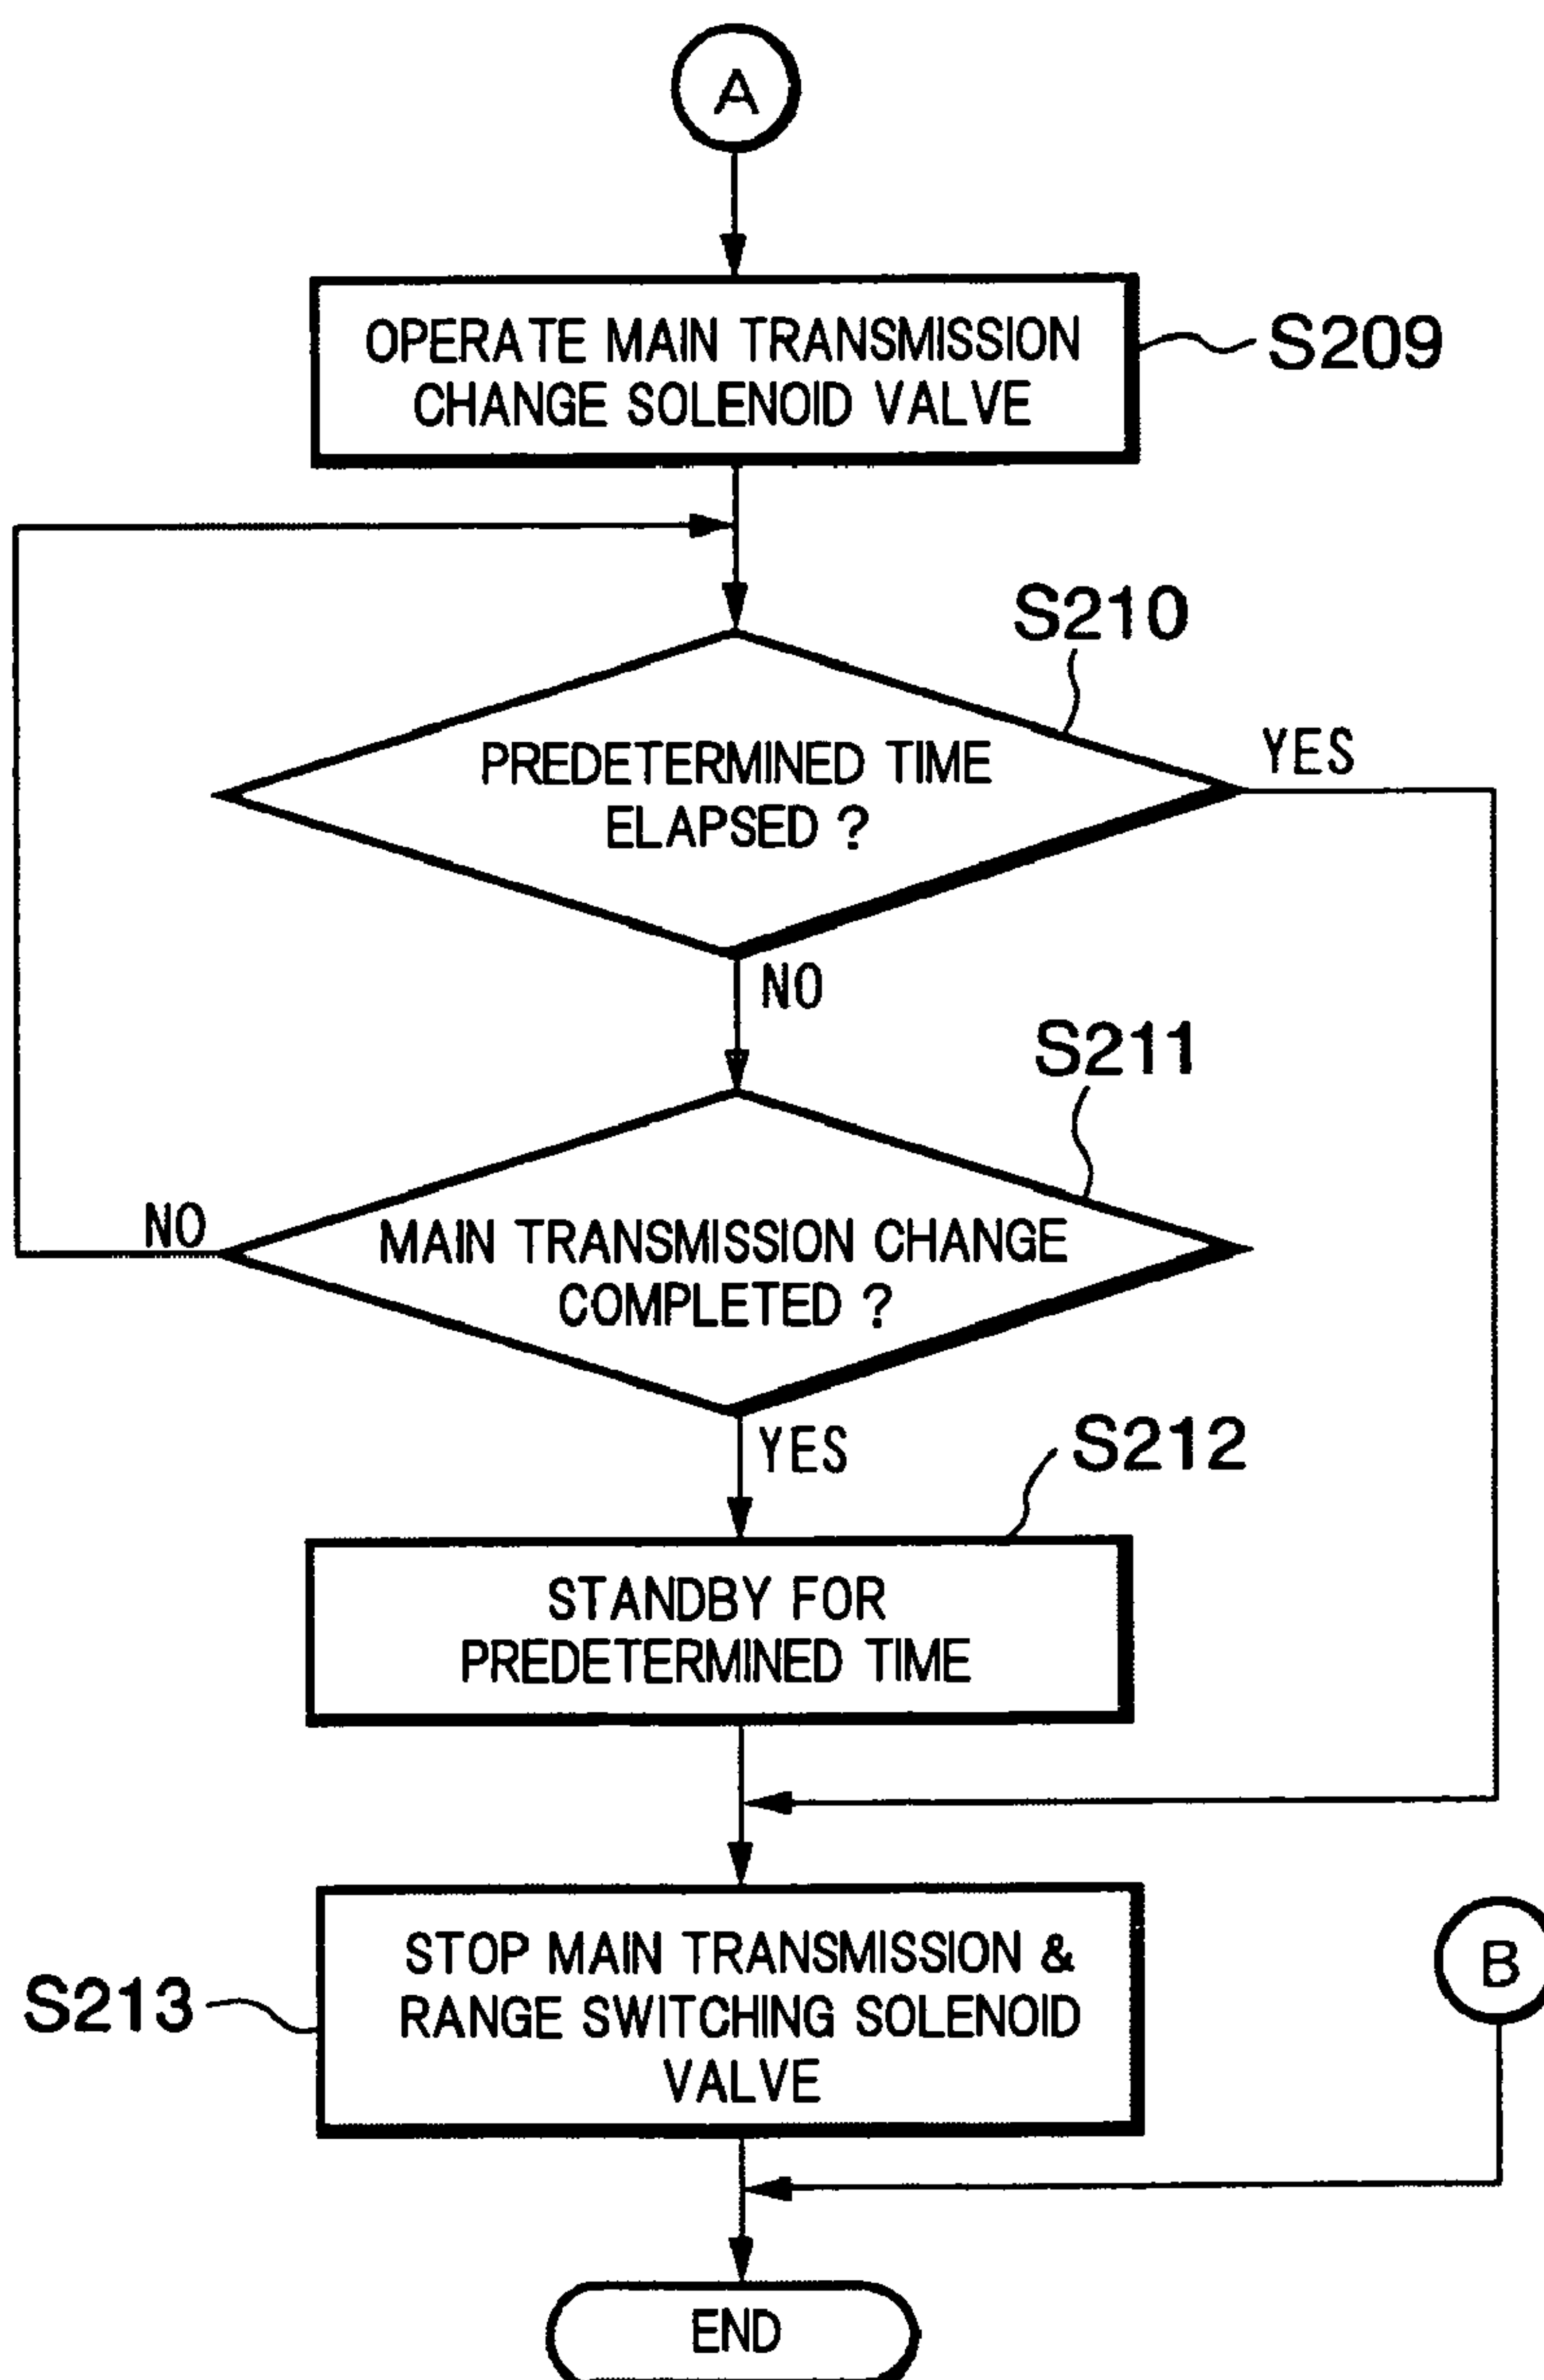 A
OPERATE MAIN TRANSMISSION
CHANGE SOLENOID VALVE
S209
S210
PREDETERMINED TIME
ELAPSED ?
YES
NO
S211
NO
MAIN TRANSMISSION CHANGE
COMPLETED ?
YES
S212
STANDBY FOR
PREDETERMINED TIME
STOP MAIN TRANSMISSION &
RANGE SWITCHING SOLENOID
VALVE
S213
B
END